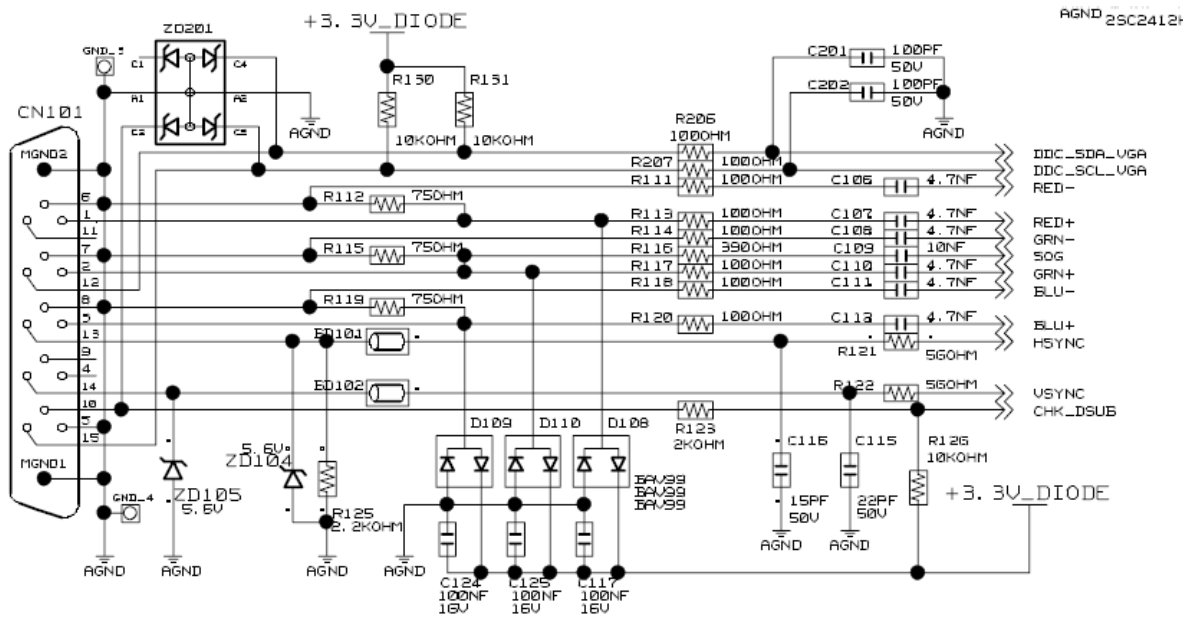 +3.3V_DIODE
AGND 2SC2412
ZD201
GND_5
C1
C4
A1
A2
C2
C3
AGND
CN101
MGND2
R150
R151
10KOHM
10KOHM
C201
100PF
50V
C202
100PF
50V
AGND
R206
100OHM
DDC_SDA_VGA
R207
100OHM
DDC_SCL_VGA
R111
100OHM
C106
4.7NF
RED-
6
R112
75OHM
1
R113
100OHM
C107
4.7NF
RED+
11
R114
100OHM
C108
4.7NF
GRN-
7
R115
75OHM
R116
390OHM
C109
10NF
SOG
2
R117
100OHM
C110
4.7NF
GRN+
12
R118
100OHM
C111
4.7NF
BLU-
8
R119
75OHM
R120
100OHM
C113
4.7NF
BLU+
13
BD101
R121
56OHM
HSYNC
9
4
14
BD102
R122
56OHM
VSYNC
10
CHK_DSUB
5
15
R123
2KOHM
MGND1
GND_4
ZD105
5.6V
5.6V
ZD104
R125
2.2KOHM
D109
D110
D108
BAV99
BAV99
BAV99
C116
15PF
50V
C115
22PF
50V
R126
10KOHM
+3.3V_DIODE
AGND
AGND
AGND
AGND
AGND
AGND
C124
100NF
16V
C125
100NF
16V
C117
100NF
16V